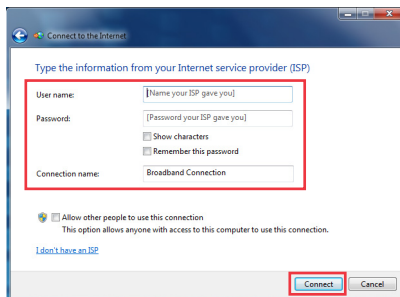 Connect to the Internet
Type the information from your Internet service provider (ISP)
User name: [Name your ISP gave you]
Password: [Password your ISP gave you]
Show characters
Remember this password
Connection name: Broadband Connection
Allow other people to use this connection
This option allows anyone with access to this computer to use this connection.
I don't have an ISP
Connect Cancel